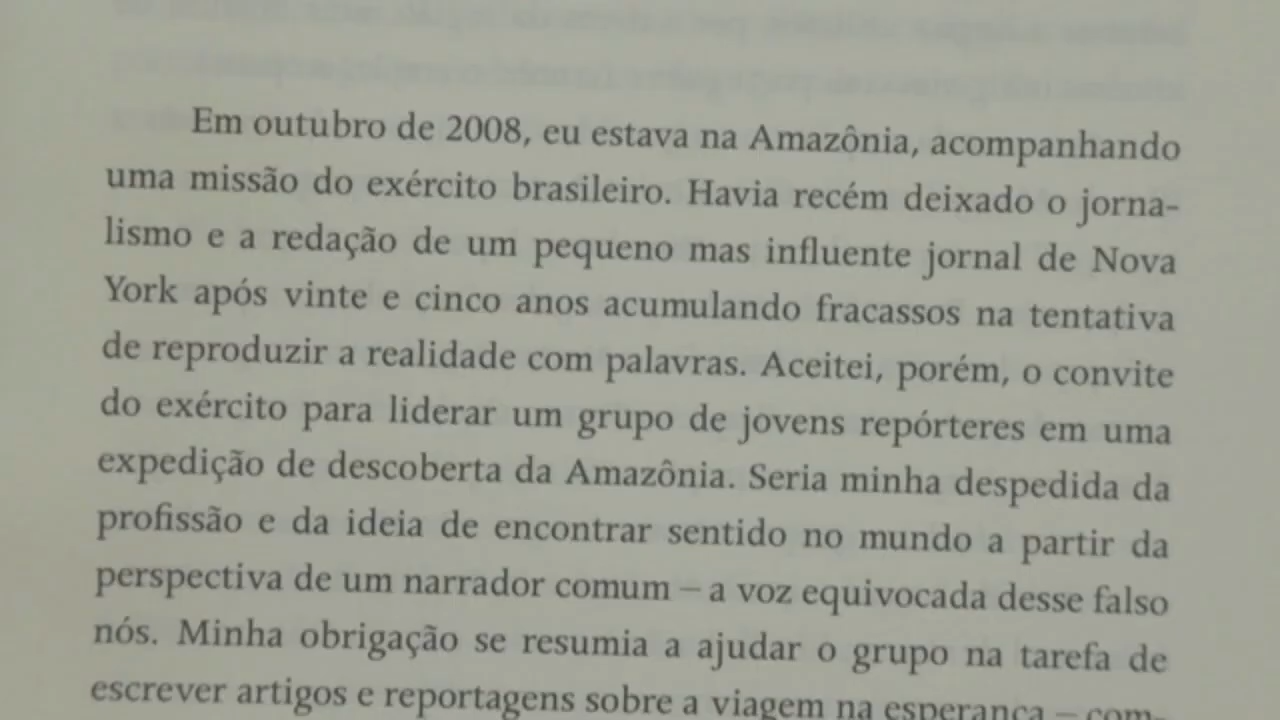 Em outubro de 2008, eu estava na Amazônia, acompanhando
uma missão do exército brasileiro. Havia recém deixado o jorna-
lismo e a redação de um pequeno mas influente jornal de Nova
York após vinte e cinco anos acumulando fracassos na tentativa
de reproduzir a realidade com palavras. Aceitei, porém, o convite
do exército para liderar um grupo de jovens repórteres em uma
expedição de descoberta da Amazônia. Seria minha despedida da
profissão e da ideia de encontrar sentido no mundo a partir da
perspectiva de um narrador comum – a voz equivocada desse falso
nós. Minha obrigação se resumia a ajudar o grupo na tarefa de
escrever artigos e reportagens sobre a viagem na esperança – com-